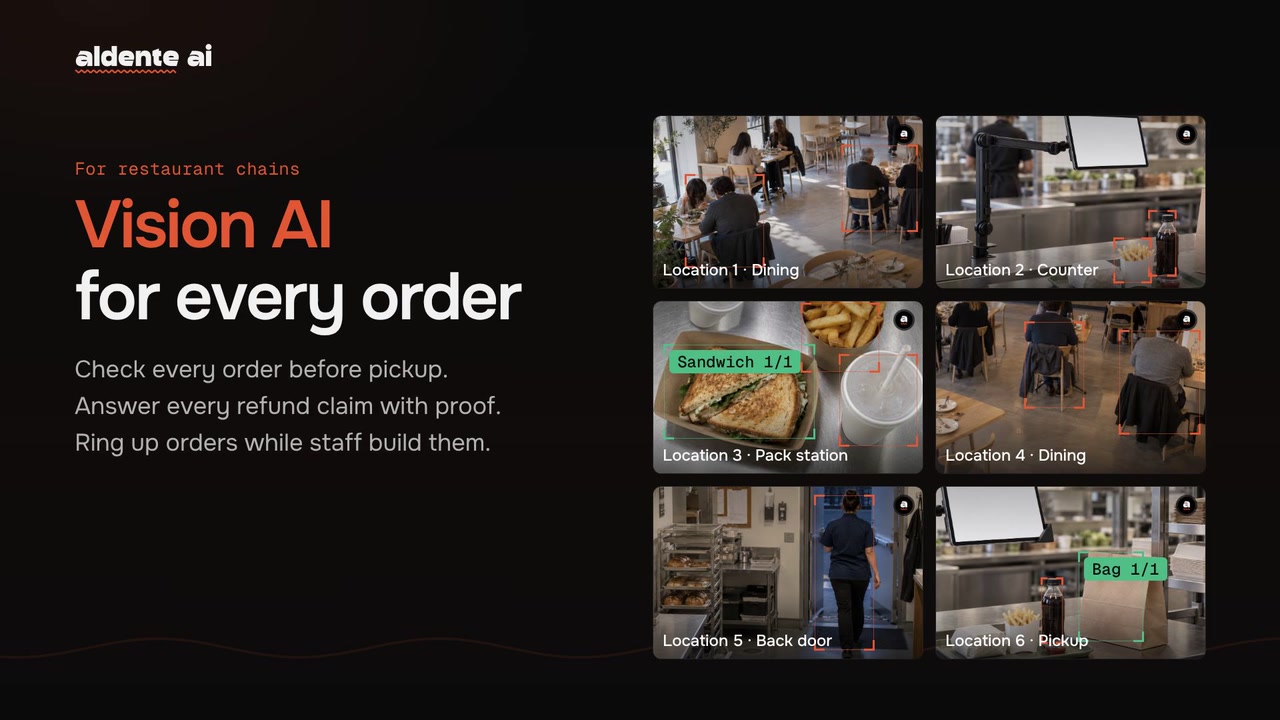 aldente ai
For restaurant chains
Vision AI
for every order
Check every order before pickup.
Answer every refund claim with proof.
Ring up orders while staff build them.
a
Location 1 · Dining
a
Location 2 · Counter
a
Sandwich 1/1
Location 3 · Pack station
a
Location 4 · Dining
a
Location 5 · Back door
a
Bag 1/1
Location 6 · Pickup